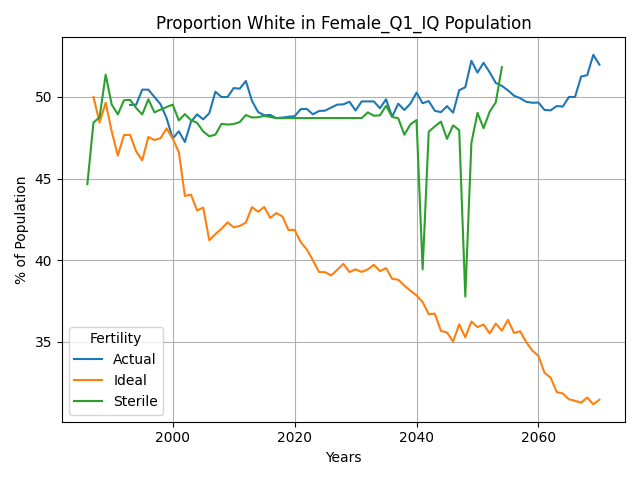 Proportion White in Female_Q1_IQ Population
% of Population
50
45
40
35
Fertility
Actual
Ideal
Sterile
2000
2020
2040
2060
Years